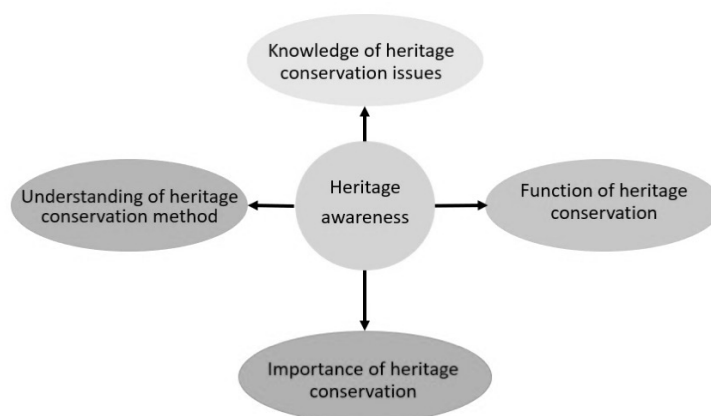 Knowledge of heritage
conservation issues
Understanding of heritage
conservation method
Heritage
awareness
Function of heritage
conservation
Importance of heritage
conservation